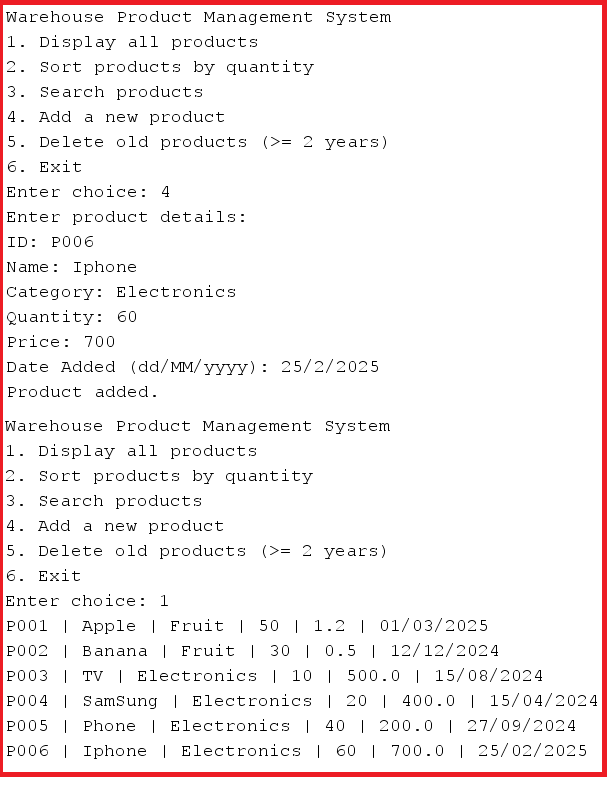 Warehouse Product Management System
1. Display all products
2. Sort products by quantity
3. Search products
4. Add a new product
5. Delete old products (>= 2 years)
6. Exit
Enter choice: 4
Enter product details:
ID: P006
Name: Iphone
Category: Electronics
Quantity: 60
Price: 700
Date Added (dd/MM/yyyy): 25/2/2025
Product added.
Warehouse Product Management System
1. Display all products
2. Sort products by quantity
3. Search products
4. Add a new product
5. Delete old products (>= 2 years)
6. Exit
Enter choice: 1
P001 | Apple | Fruit | 50 | 1.2 | 01/03/2025
P002 | Banana | Fruit | 30 | 0.5 | 12/12/2024
P003 | TV | Electronics | 10 | 500.0 | 15/08/2024
P004 | SamSung | Electronics | 20 | 400.0 | 15/04/2024
P005 | Phone | Electronics | 40 | 200.0 | 27/09/2024
P006 | Iphone | Electronics | 60 | 700.0 | 25/02/2025